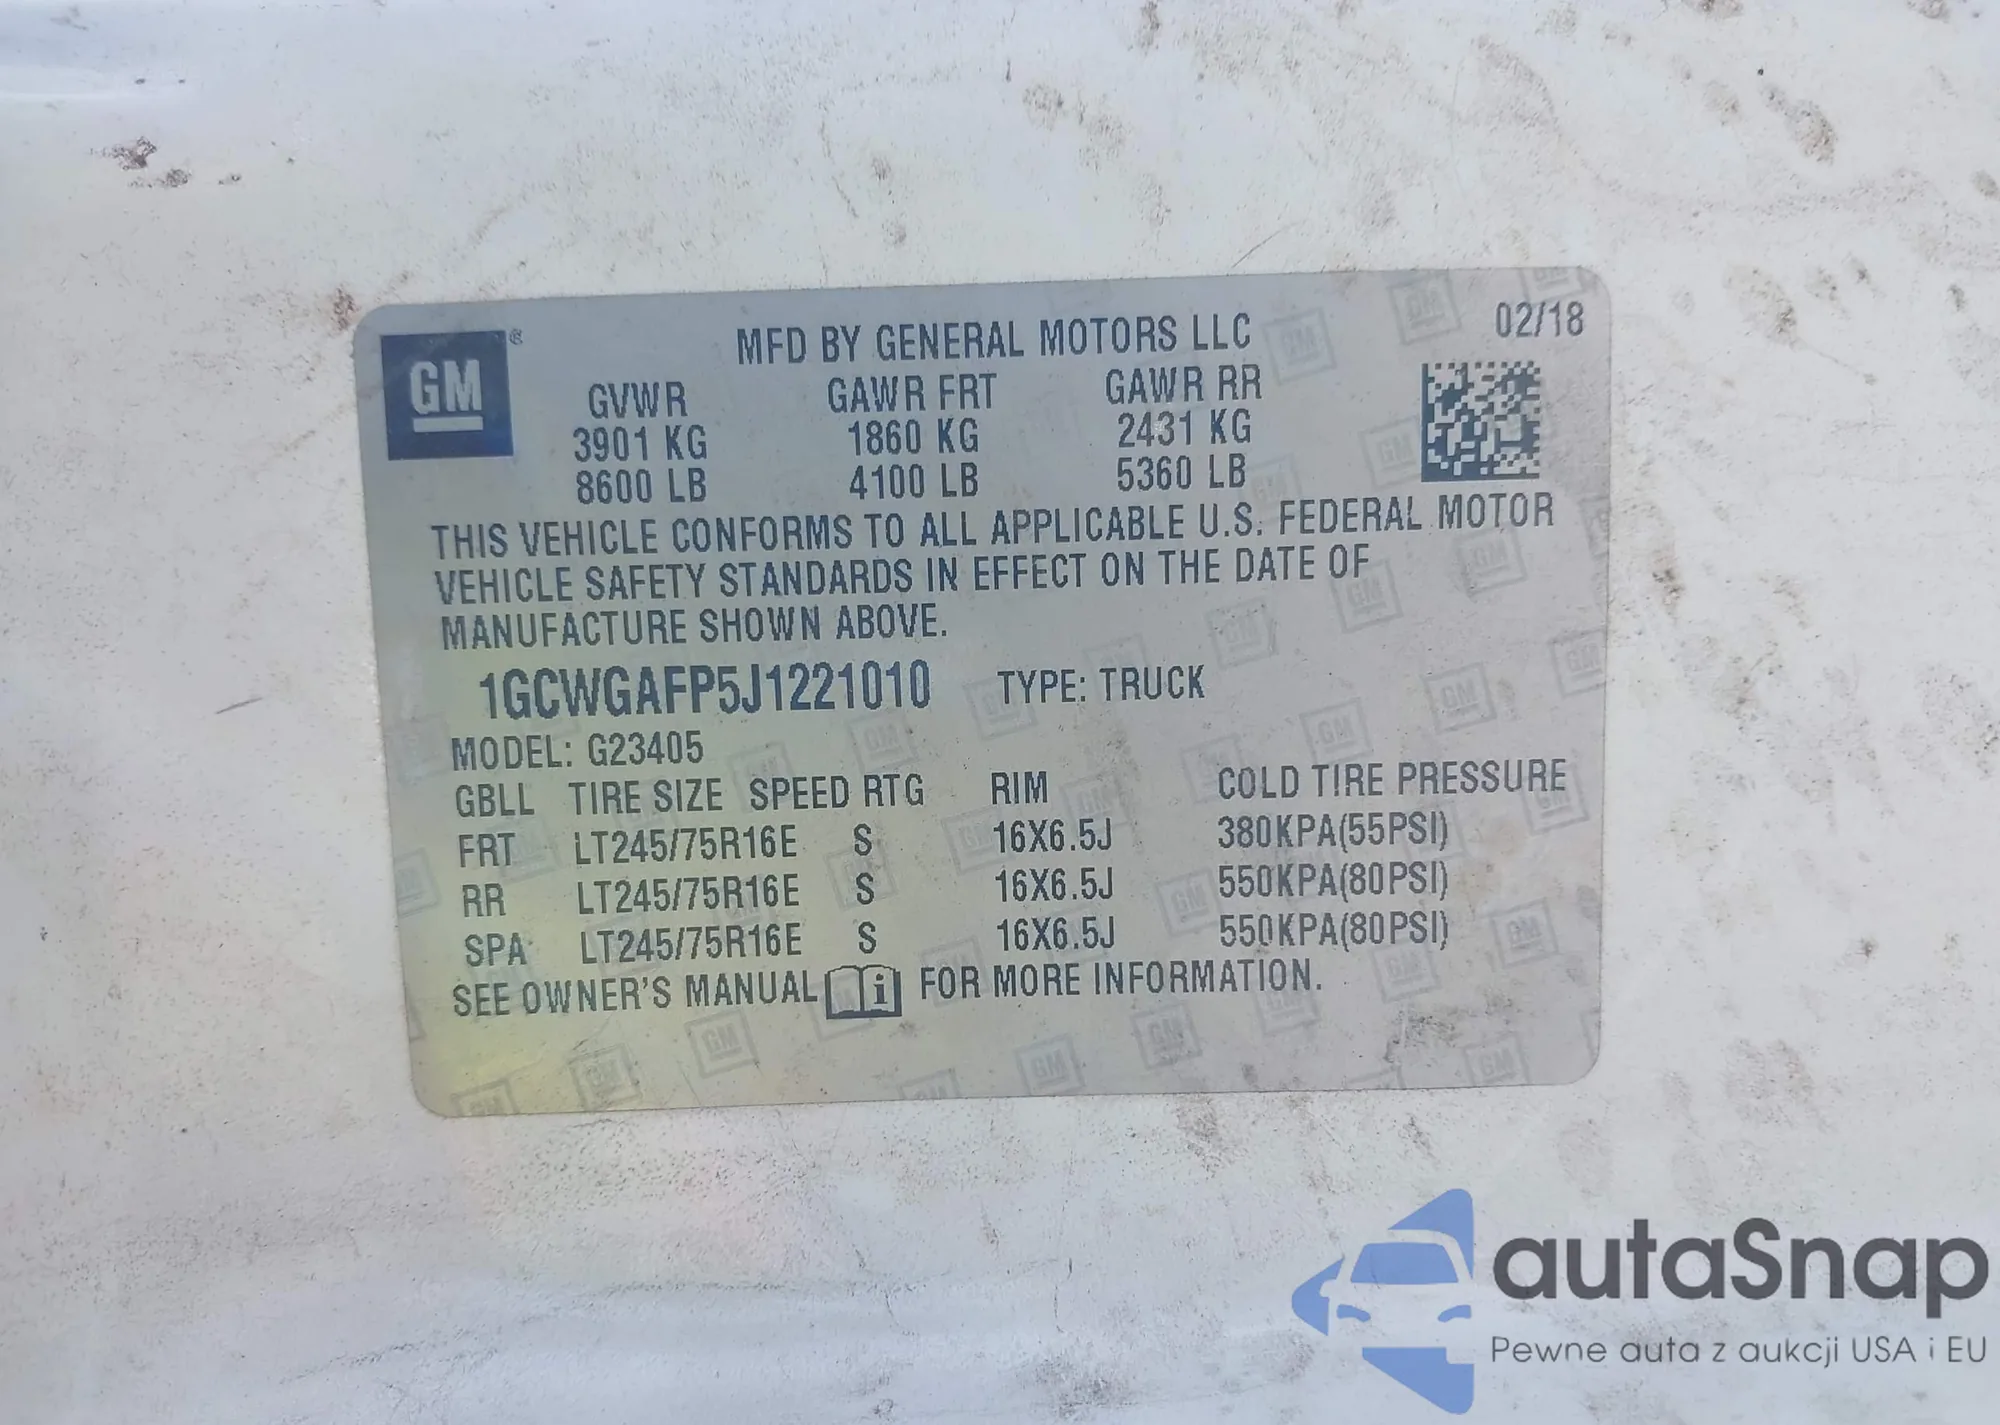 GM®
MFD BY GENERAL MOTORS LLC 02/18
GVWR GAWR FRT GAWR RR
3901 KG 1860 KG 2431 KG
8600 LB 4100 LB 5360 LB
THIS VEHICLE CONFORMS TO ALL APPLICABLE U.S. FEDERAL MOTOR
VEHICLE SAFETY STANDARDS IN EFFECT ON THE DATE OF
MANUFACTURE SHOWN ABOVE.
1GCWGAFP5J1221010 TYPE: TRUCK
MODEL: G23405
GBLL TIRE SIZE SPEED RTG RIM COLD TIRE PRESSURE
FRT LT245/75R16E S 16X6.5J 380KPA(55PSI)
RR LT245/75R16E S 16X6.5J 550KPA(80PSI)
SPA LT245/75R16E S 16X6.5J 550KPA(80PSI)
SEE OWNER'S MANUAL i FOR MORE INFORMATION.
autaSnap
Pewne auta z aukcji USA i EU